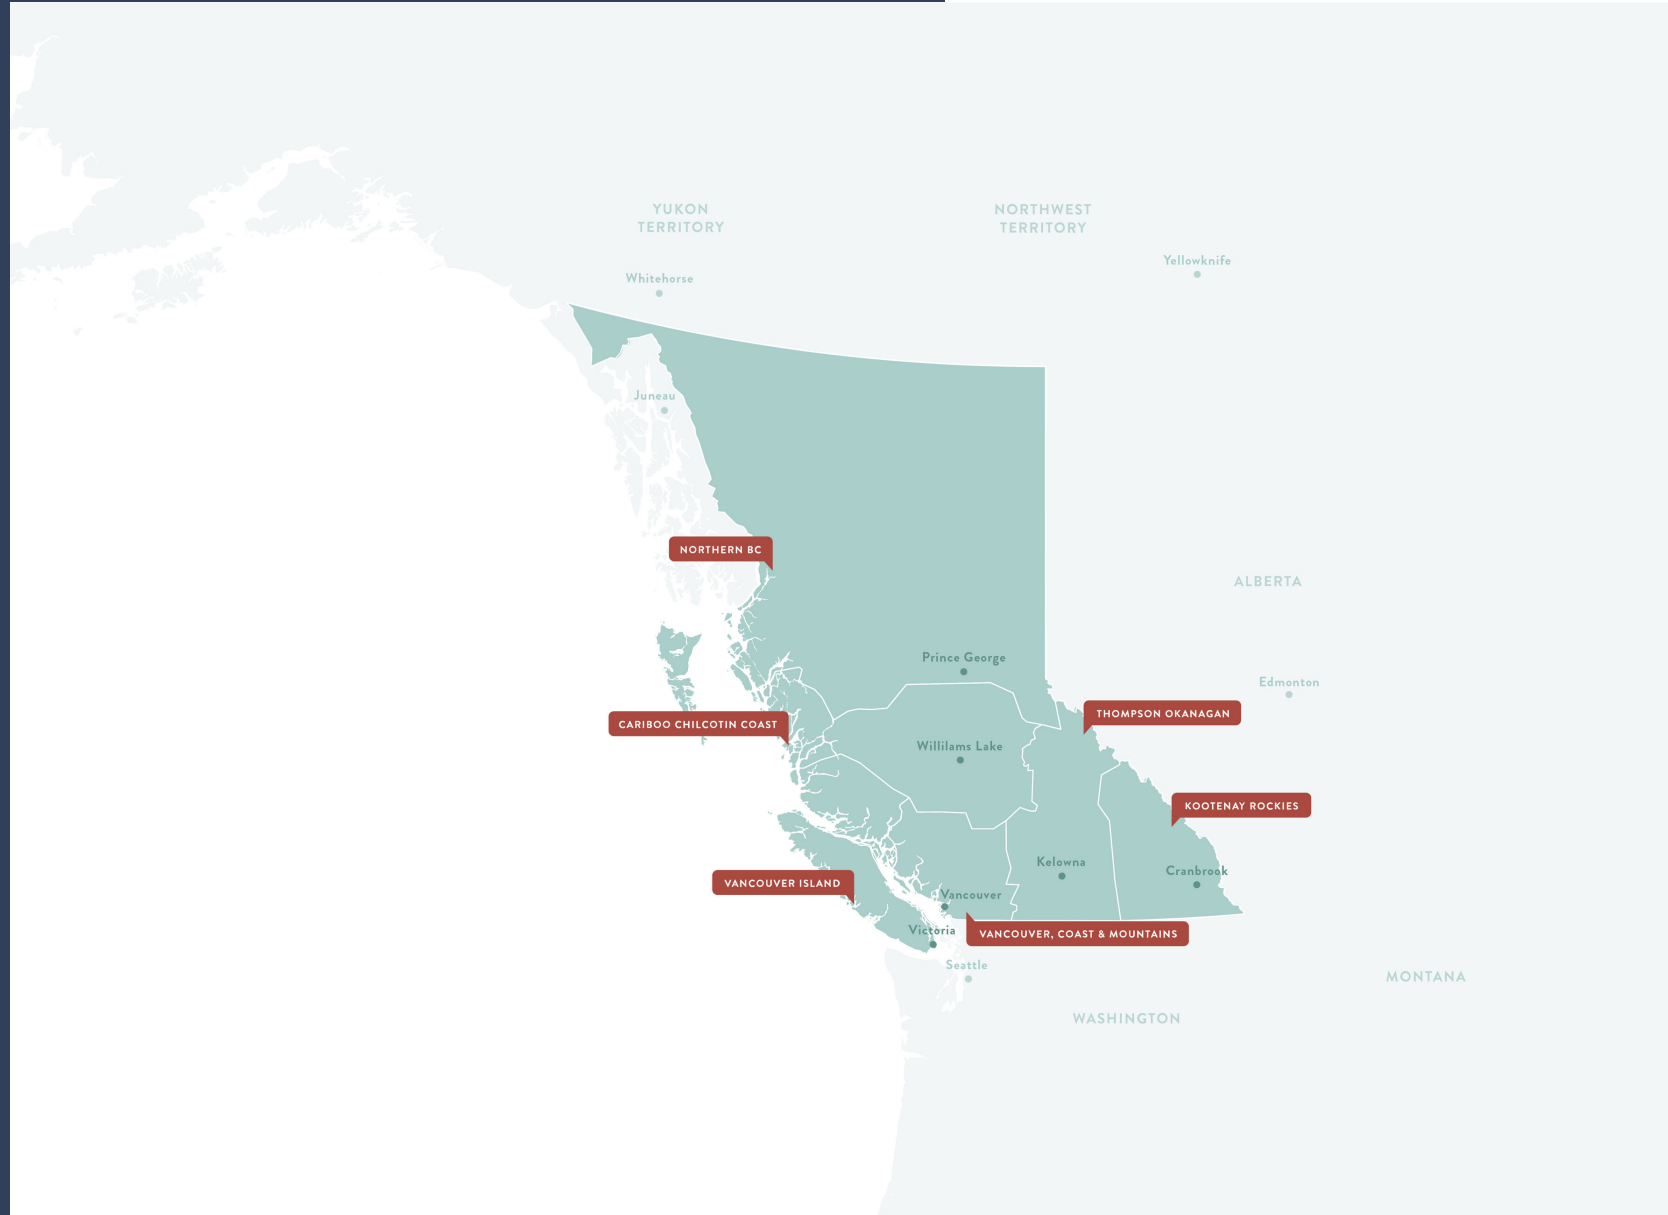 YUKON
TERRITORY
NORTHWEST
TERRITORY
Yellowknife
Whitehorse
Juneau
NORTHERN BC
ALBERTA
Prince George
Edmonton
THOMPSON OKANAGAN
CARIBOO CHILCOTIN COAST
Willilams Lake
KOOTENAY ROCKIES
Kelowna
Cranbrook
VANCOUVER ISLAND
Vancouver
Victoria
VANCOUVER, COAST & MOUNTAINS
Seattle
MONTANA
WASHINGTON